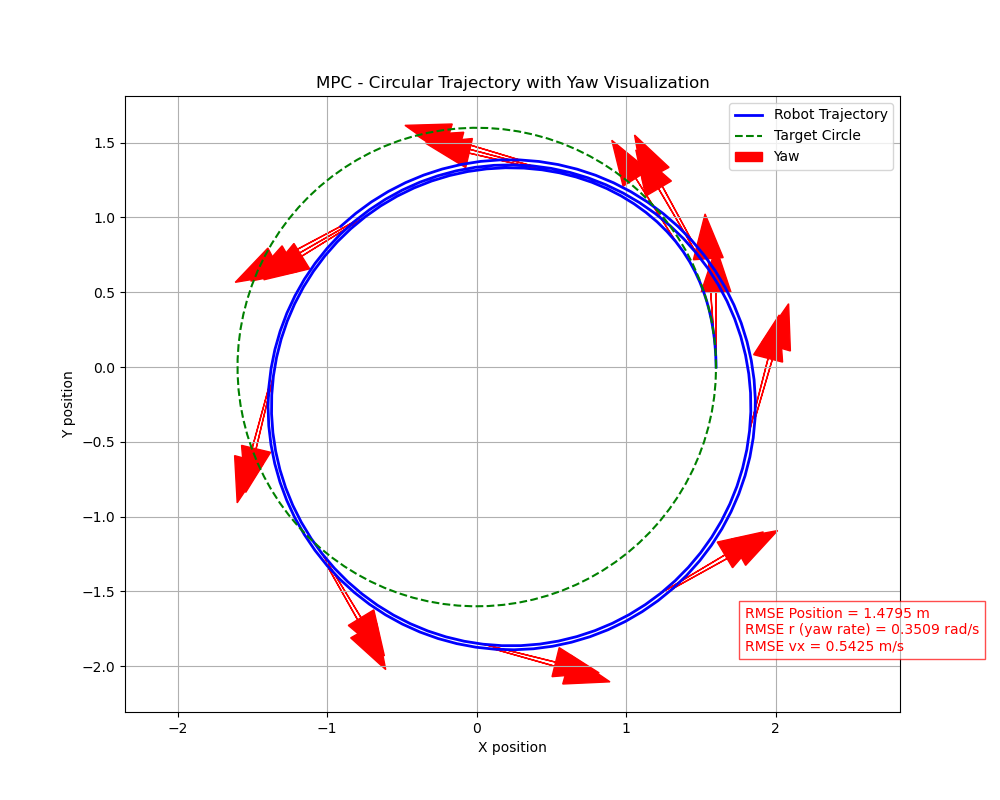 MPC - Circular Trajectory with Yaw Visualization
Robot Trajectory
Target Circle
Yaw
Y position
1.5
1.0
0.5
0.0
−0.5
−1.0
−1.5
−2.0
RMSE Position = 1.4795 m
RMSE r (yaw rate) = 0.3509 rad/s
RMSE vx = 0.5425 m/s
−2
−1
0
1
2
X position